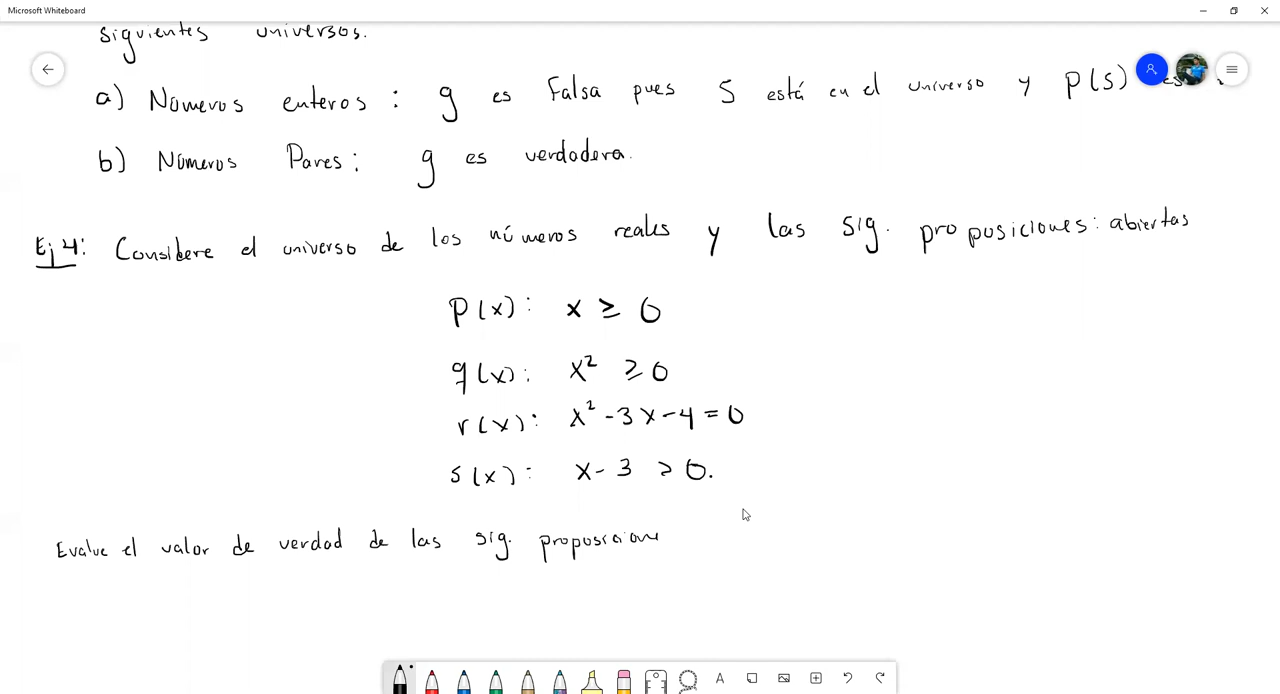 Microsoft Whiteboard
siguientes universos.
a) Números enteros : g es Falsa pues 5 está en el universo y p(5) es
b) Números Pares: g es verdadera.
Ej 4: Considere el universo de los números reales y las sig. proposiciones: abiertas
p(x): x ≥ 0
q(x): x² ≥ 0
r(x): x² - 3x - 4 = 0
s(x): x - 3 > 0.
Evalue el valor de verdad de las sig. proposicione
A